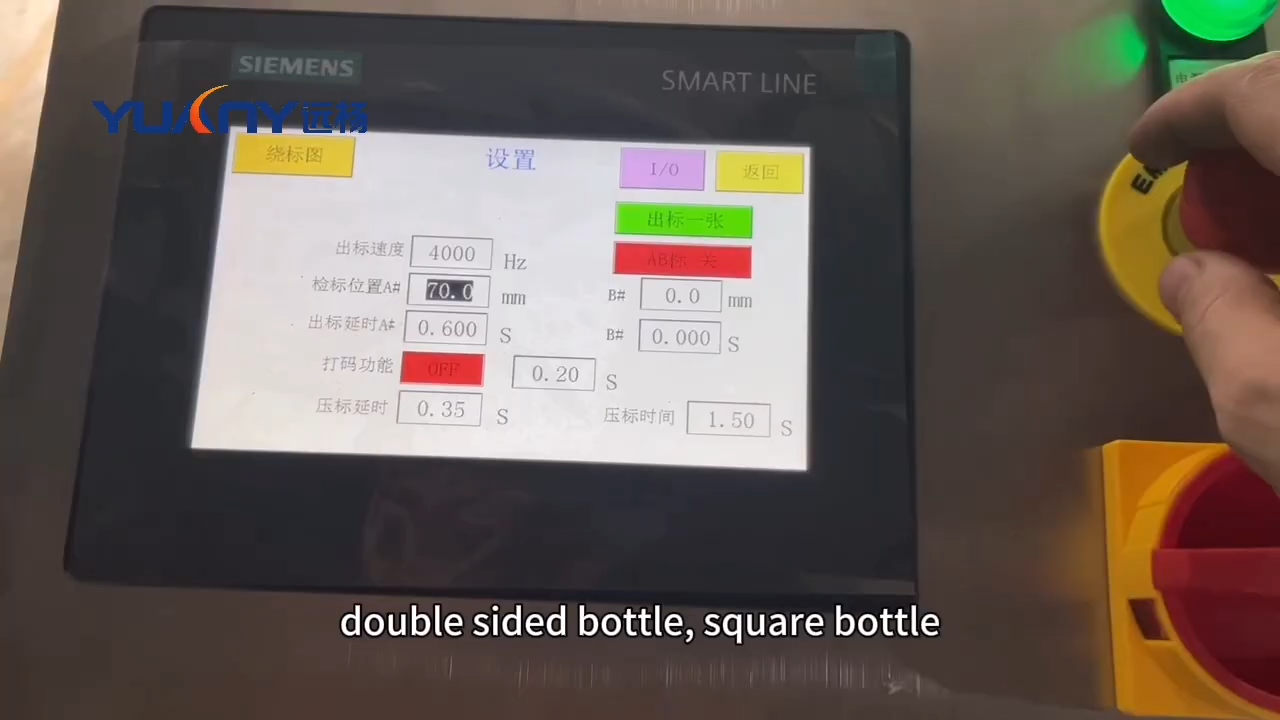 SIEMENS
SMART LINE
YUANY 远杨
绕标图
设置
I/O
返回
出标一张
出标速度 4000 Hz
AB标 关
检标位置A# 70.0 mm
B# 0.0 mm
出标延时A# 0.600 S
B# 0.000 S
打码功能 OFF 0.20 S
压标延时 0.35 S
压标时间 1.50 S
double sided bottle, square bottle